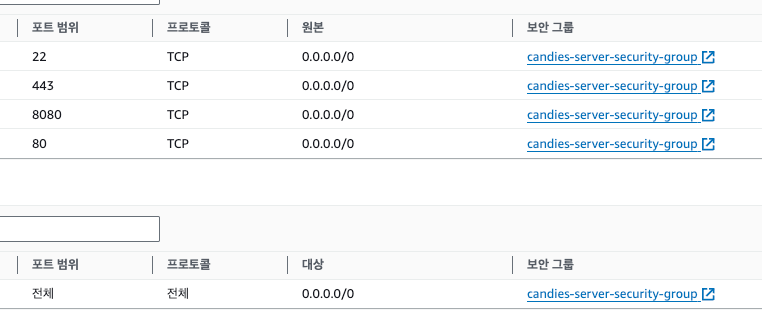 포트 범위 프로토콜 원본 보안 그룹
22 TCP 0.0.0.0/0 candies-server-security-group
443 TCP 0.0.0.0/0 candies-server-security-group
8080 TCP 0.0.0.0/0 candies-server-security-group
80 TCP 0.0.0.0/0 candies-server-security-group
포트 범위 프로토콜 대상 보안 그룹
전체 전체 0.0.0.0/0 candies-server-security-group